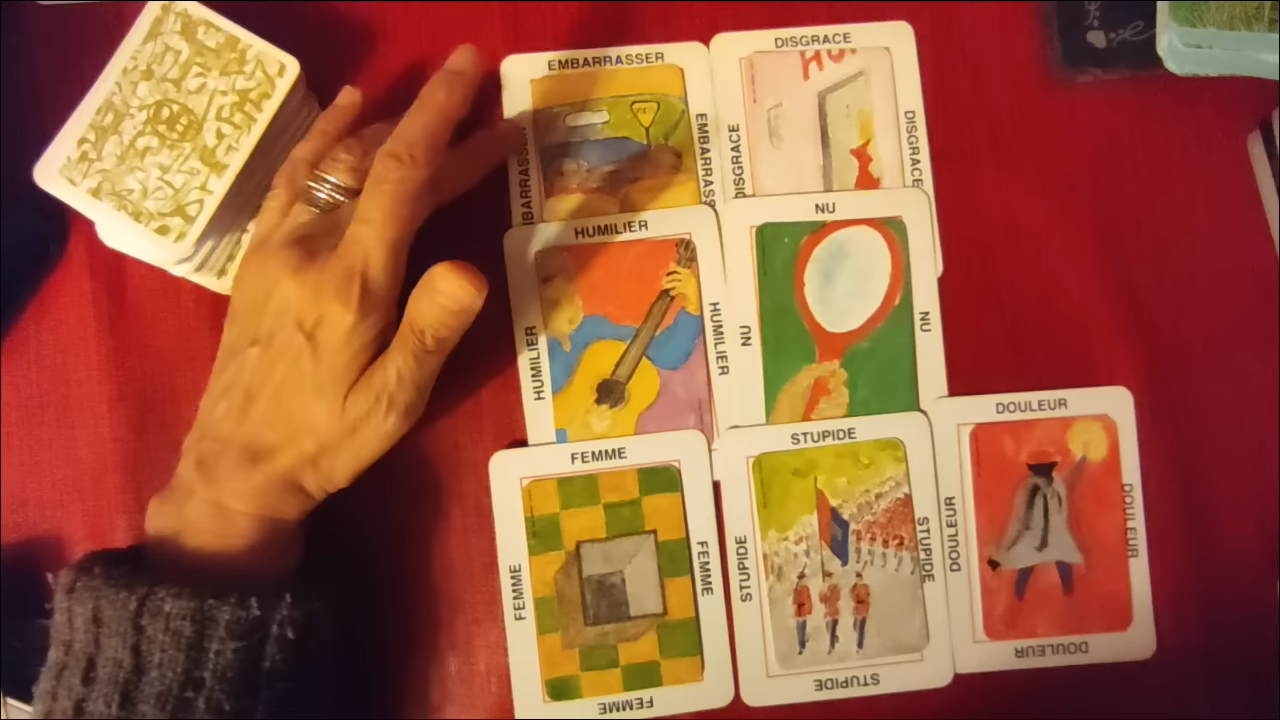 EMBARRASSER
EMBARRASS
DISGRACE
DISGRACE
DISGRACE
HUMILIER
HUMILIER
HUMILIER
NU
NU
NU
FEMME
FEMME
FEMME
FEMME
STUPIDE
STUPIDE
STUPIDE
STUPIDE
DOULEUR
DOULEUR
DOULEUR
DOULEUR